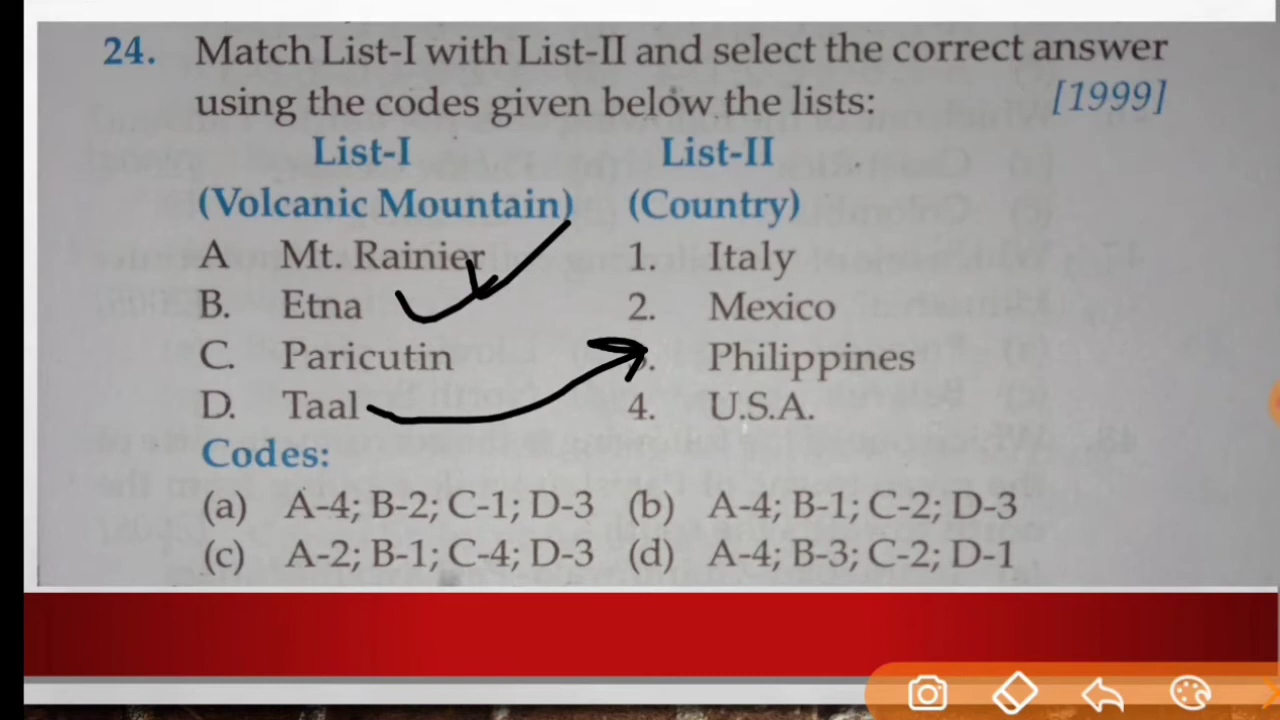 24. Match List-I with List-II and select the correct answer
using the codes given below the lists: [1999]
List-I List-II
(Volcanic Mountain) (Country)
A Mt. Rainier 1. Italy
B. Etna 2. Mexico
C. Paricutin 3. Philippines
D. Taal 4. U.S.A.
Codes:
(a) A-4; B-2; C-1; D-3 (b) A-4; B-1; C-2; D-3
(c) A-2; B-1; C-4; D-3 (d) A-4; B-3; C-2; D-1